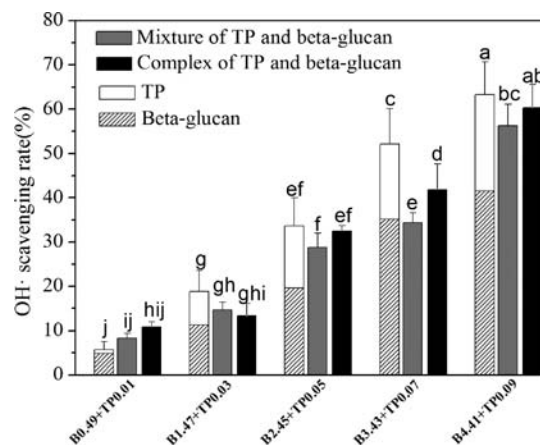 80
70
60
50
40
30
20
10
0
OH· scavenging rate(%)
Mixture of TP and beta-glucan
Complex of TP and beta-glucan
TP
Beta-glucan
j
ij
hij
g
gh
ghi
ef
f
ef
c
e
d
a
bc
ab
B0.49+TP0.01
B1.47+TP0.03
B2.45+TP0.05
B3.43+TP0.07
B4.41+TP0.09